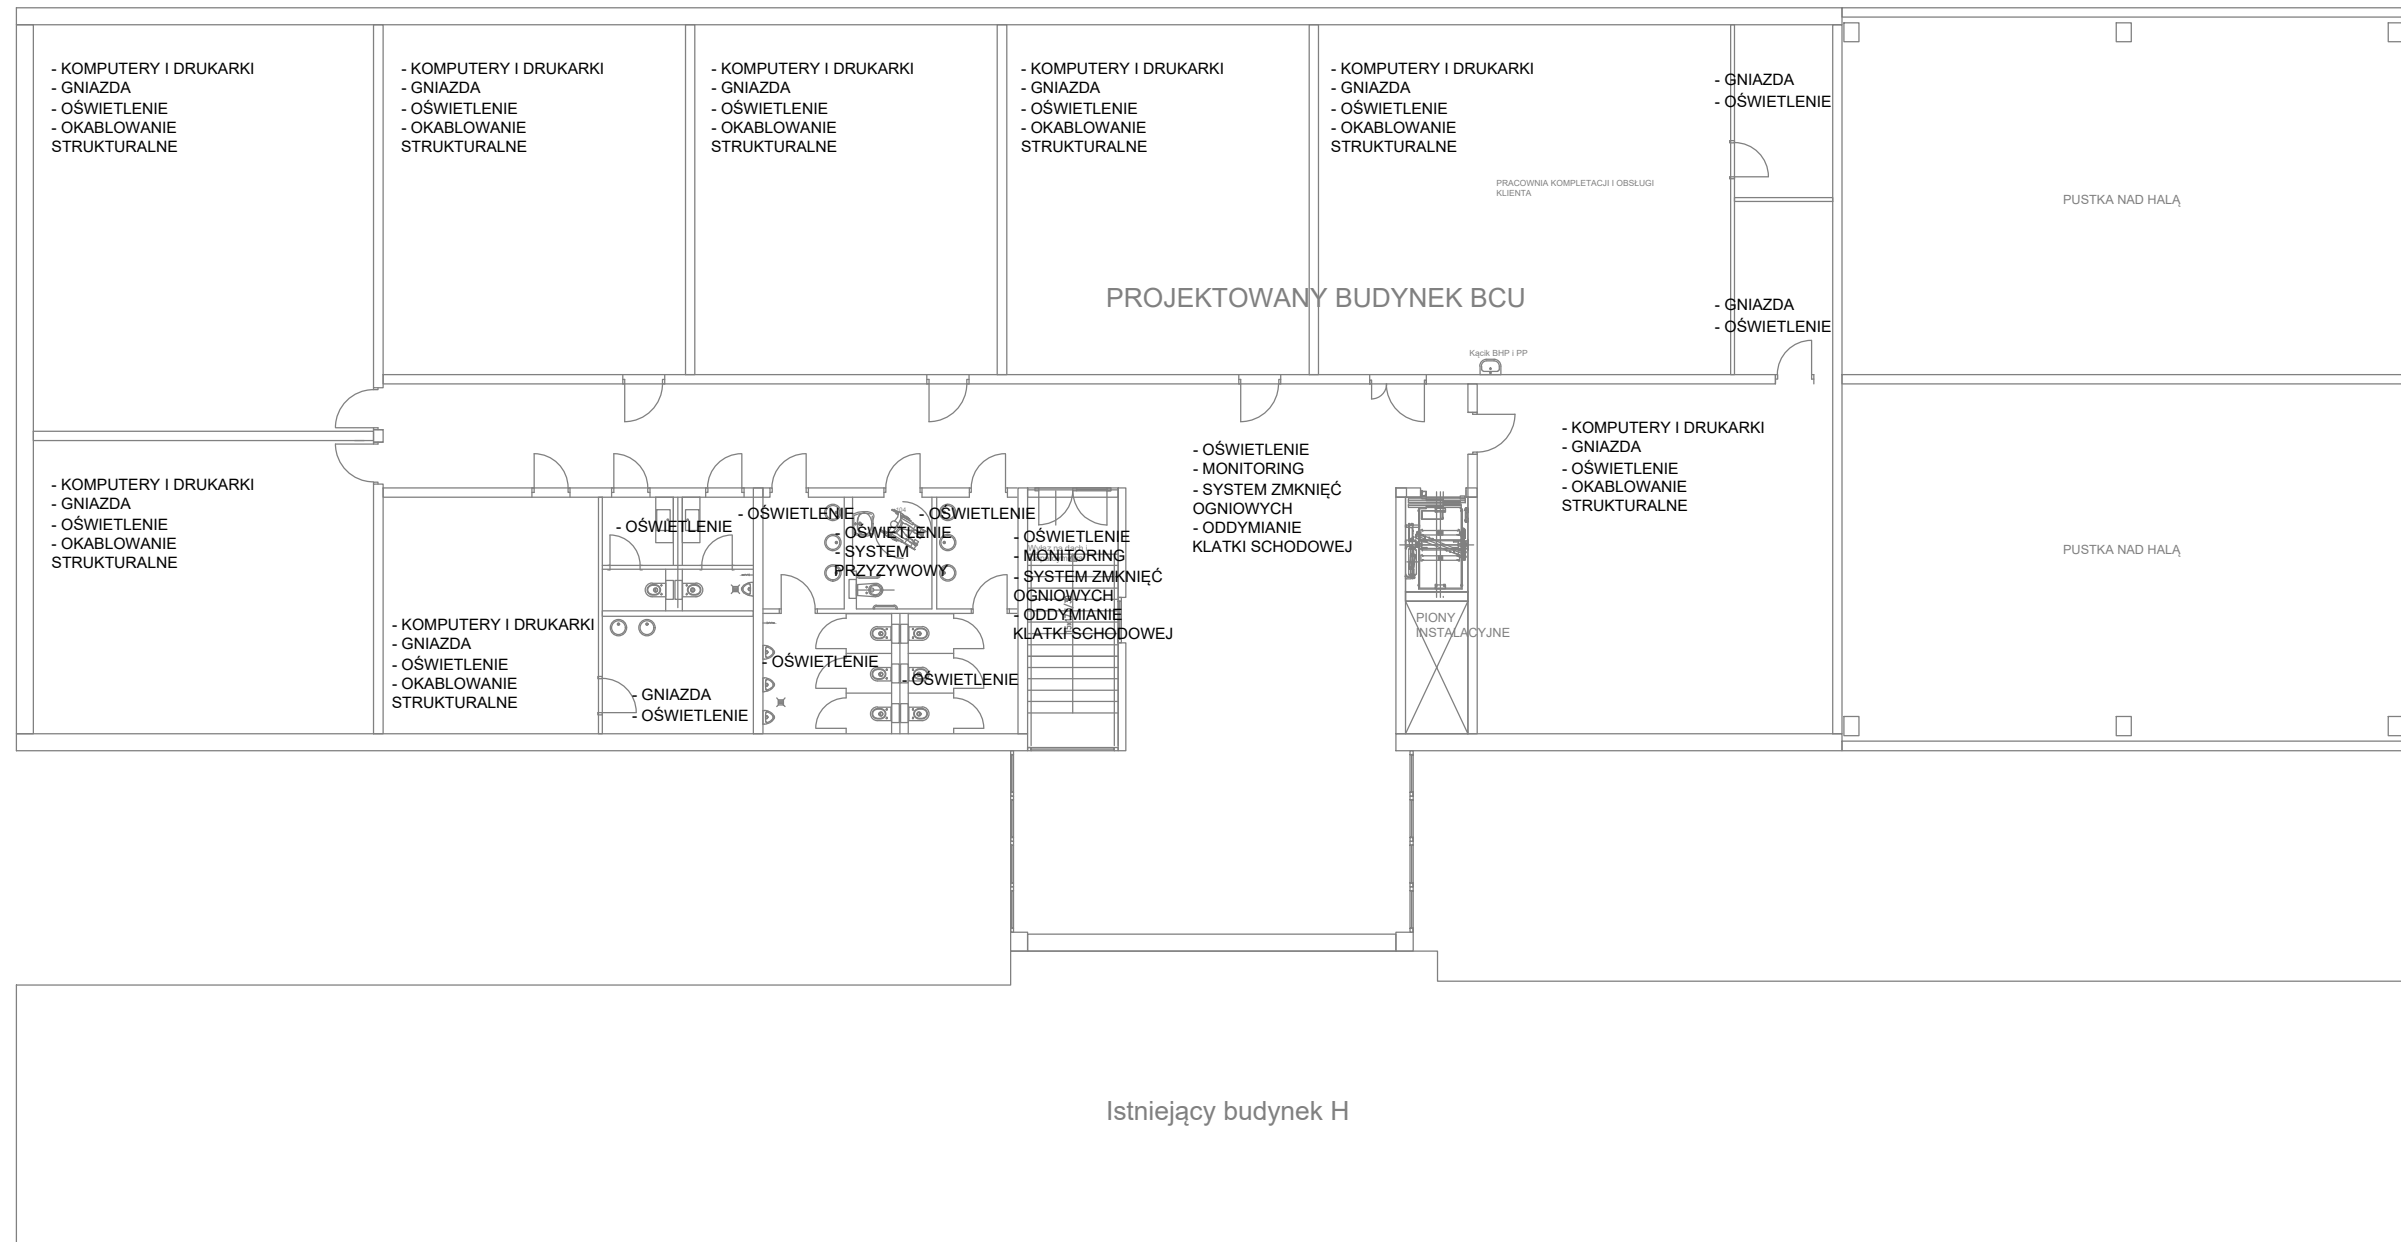 - KOMPUTERY I DRUKARKI
- GNIAZDA
- OŚWIETLENIE
- OKABLOWANIE
STRUKTURALNE
- KOMPUTERY I DRUKARKI
- GNIAZDA
- OŚWIETLENIE
- OKABLOWANIE
STRUKTURALNE
- KOMPUTERY I DRUKARKI
- GNIAZDA
- OŚWIETLENIE
- OKABLOWANIE
STRUKTURALNE
- KOMPUTERY I DRUKARKI
- GNIAZDA
- OŚWIETLENIE
- OKABLOWANIE
STRUKTURALNE
- KOMPUTERY I DRUKARKI
- GNIAZDA
- OŚWIETLENIE
- OKABLOWANIE
STRUKTURALNE
- GNIAZDA
- OŚWIETLENIE
PRACOWNIA KOMPLETACJI I OBSŁUGI
KLIENTA
PUSTKA NAD HALĄ
PROJEKTOWANY BUDYNEK BCU
- GNIAZDA
- OŚWIETLENIE
Kącik BHP i PP
- KOMPUTERY I DRUKARKI
- GNIAZDA
- OŚWIETLENIE
- OKABLOWANIE
STRUKTURALNE
- KOMPUTERY I DRUKARKI
- GNIAZDA
- OŚWIETLENIE
- OKABLOWANIE
STRUKTURALNE
- OŚWIETLENIE
- GNIAZDA
- OŚWIETLENIE
- OŚWIETLENIE
- OŚWIETLENIE
- SYSTEM
PRZYZYWOWY
- OŚWIETLENIE
- OŚWIETLENIE
- OŚWIETLENIE
- OŚWIETLENIE
- MONITORING
- SYSTEM ZMKNIĘĆ
OGNIOWYCH
- ODDYMIANIE
KLATKI SCHODOWEJ
- OŚWIETLENIE
- MONITORING
- SYSTEM ZMKNIĘĆ
OGNIOWYCH
- ODDYMIANIE
KLATKI SCHODOWEJ
PIONY
INSTALACYJNE
- KOMPUTERY I DRUKARKI
- GNIAZDA
- OŚWIETLENIE
- OKABLOWANIE
STRUKTURALNE
PUSTKA NAD HALĄ
Istniejący budynek H